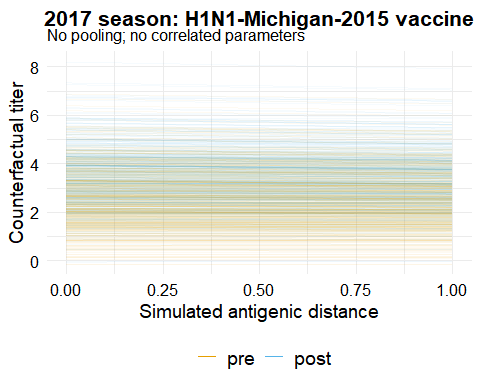 2017 season: H1N1-Michigan-2015 vaccine
No pooling; no correlated parameters
Counterfactual titer
8
6
4
2
0
0.00 0.25 0.50 0.75 1.00
Simulated antigenic distance
pre post